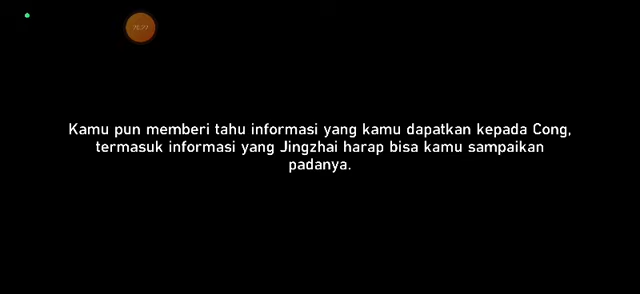 Kamu pun memberi tahu informasi yang kamu dapatkan kepada Cong,
termasuk informasi yang Jingzhai harap bisa kamu sampaikan
padanya.